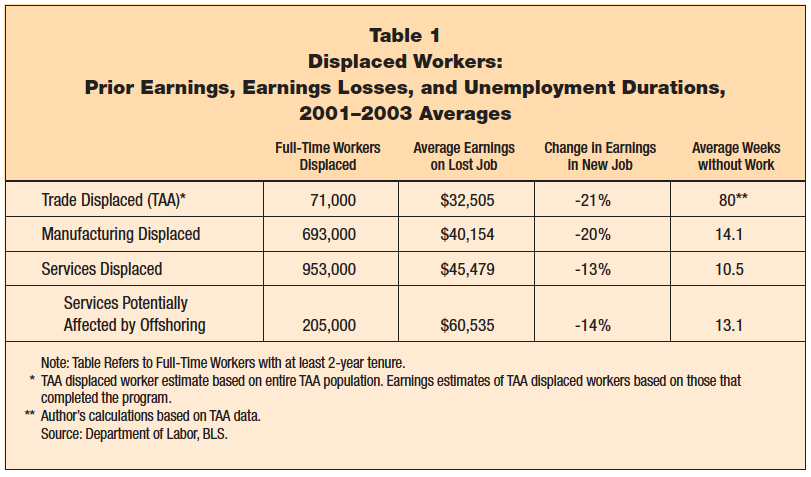 Table 1
Displaced Workers:
Prior Earnings, Earnings Losses, and Unemployment Durations,
2001–2003 Averages
Full-Time Workers Displaced Average Earnings on Lost Job Change in Earnings in New Job Average Weeks without Work
Trade Displaced (TAA)* 71,000 $32,505 -21% 80**
Manufacturing Displaced 693,000 $40,154 -20% 14.1
Services Displaced 953,000 $45,479 -13% 10.5
Services Potentially
Affected by Offshoring 205,000 $60,535 -14% 13.1
Note: Table Refers to Full-Time Workers with at least 2-year tenure.
* TAA displaced worker estimate based on entire TAA population. Earnings estimates of TAA displaced workers based on those that
completed the program.
** Author's calculations based on TAA data.
Source: Department of Labor, BLS.